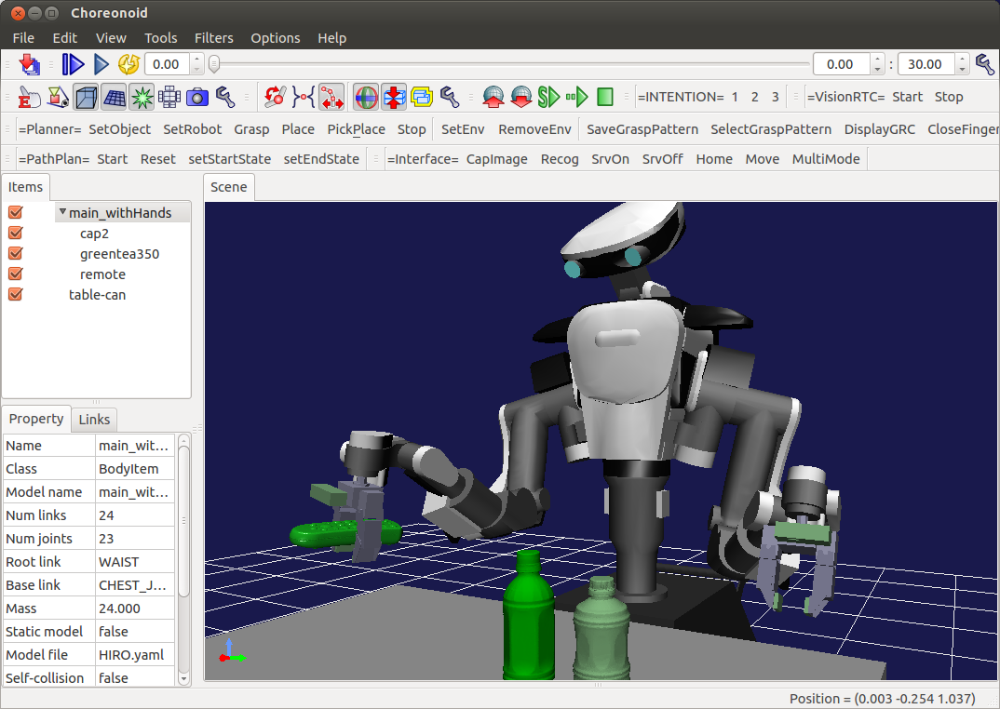 Choreonoid
File Edit View Tools Filters Options Help
0.00 0.00 : 30.00
E =INTENTION= 1 2 3 =VisionRTC= Start Stop
=Planner= SetObject SetRobot Grasp Place PickPlace Stop SetEnv RemoveEnv SaveGraspPattern SelectGraspPattern DisplayGRC CloseFinger
=PathPlan= Start Reset setStartState setEndState =Interface= CapImage Recog SrvOn SrvOff Home Move MultiMode
Items
main_withHands
cap2
greentea350
remote
table-can
Scene
Property Links
Name main_wit...
Class BodyItem
Model name main_wit...
Num links 24
Num joints 23
Root link WAIST
Base link CHEST_J...
Mass 24.000
Static model false
Model file HIRO.yaml
Self-collision false
Position = (0.003 -0.254 1.037)